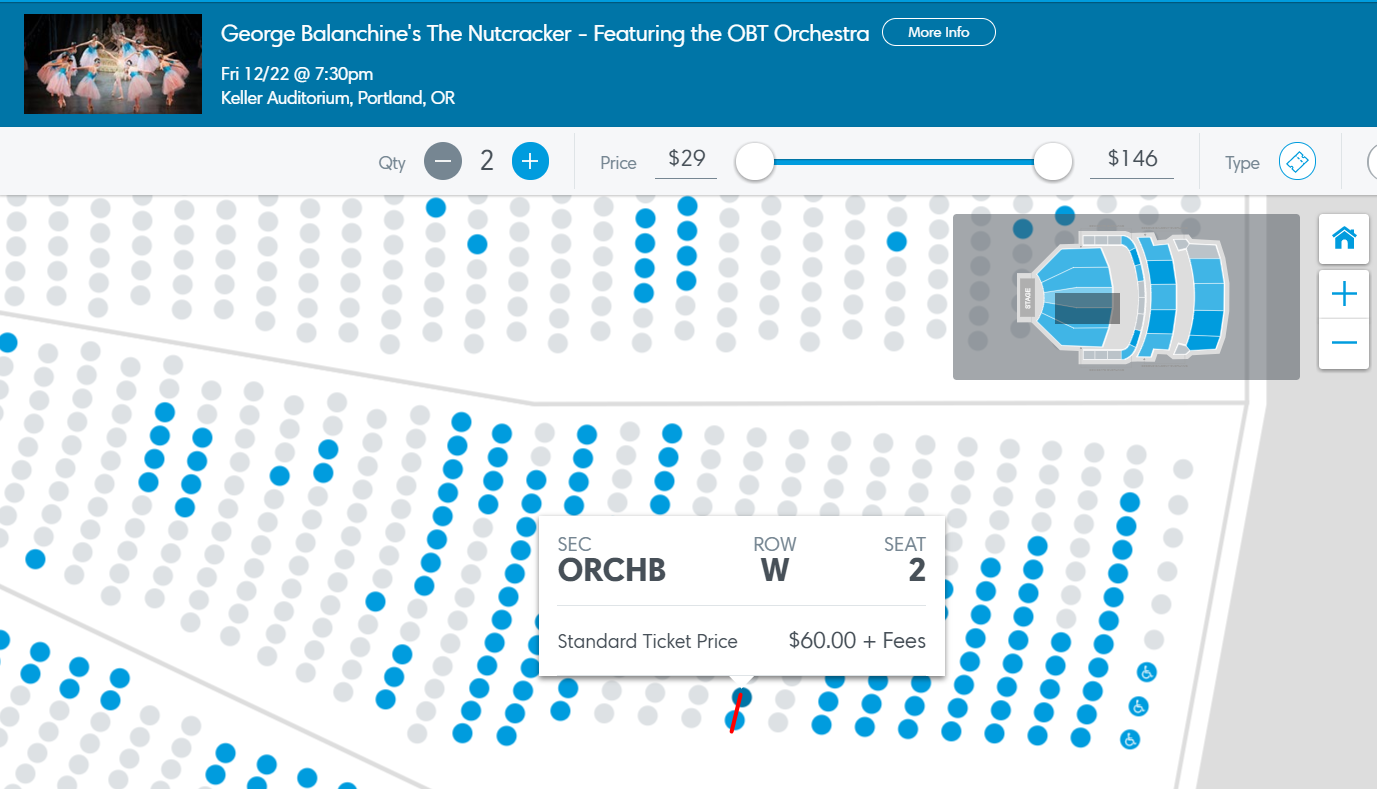 George Balanchine's The Nutcracker - Featuring the OBT Orchestra
More Info
Fri 12/22 @ 7:30pm
Keller Auditorium, Portland, OR
Qty
2
Price
$29
$146
Type
STAGE
SEC ROW SEAT
ORCHB W 2
Standard Ticket Price $60.00 + Fees